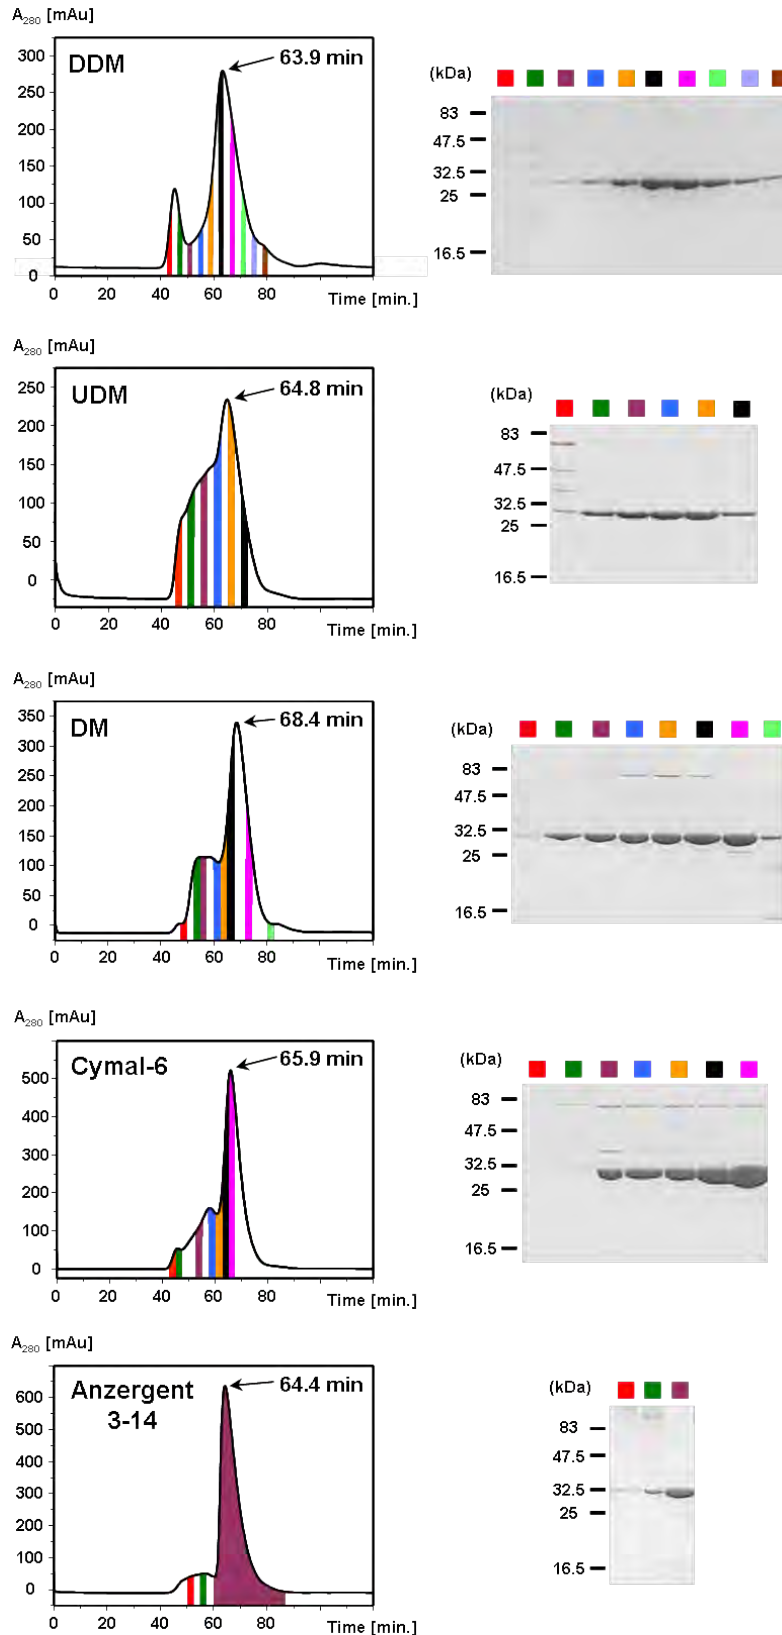 A₂₈₀ [mAu]
DDM
63.9 min
300
250
200
150
100
50
0
0 20 40 60 80
Time [min.]
(kDa)
83
47.5
32.5
25
16.5
A₂₈₀ [mAu]
UDM
64.8 min
250
200
150
100
50
0
0 20 40 60 80
Time [min.]
(kDa)
83
47.5
32.5
25
16.5
A₂₈₀ [mAu]
DM
68.4 min
350
300
250
200
150
100
50
0
0 20 40 60 80
Time [min.]
(kDa)
83
47.5
32.5
25
16.5
A₂₈₀ [mAu]
Cymal-6
65.9 min
500
400
300
200
100
0
0 20 40 60 80
Time [min.]
(kDa)
83
47.5
32.5
25
16.5
A₂₈₀ [mAu]
Anzergent
3-14
64.4 min
600
500
400
300
200
100
0
0 20 40 60 80
Time [min.]
(kDa)
83
47.5
32.5
25
16.5